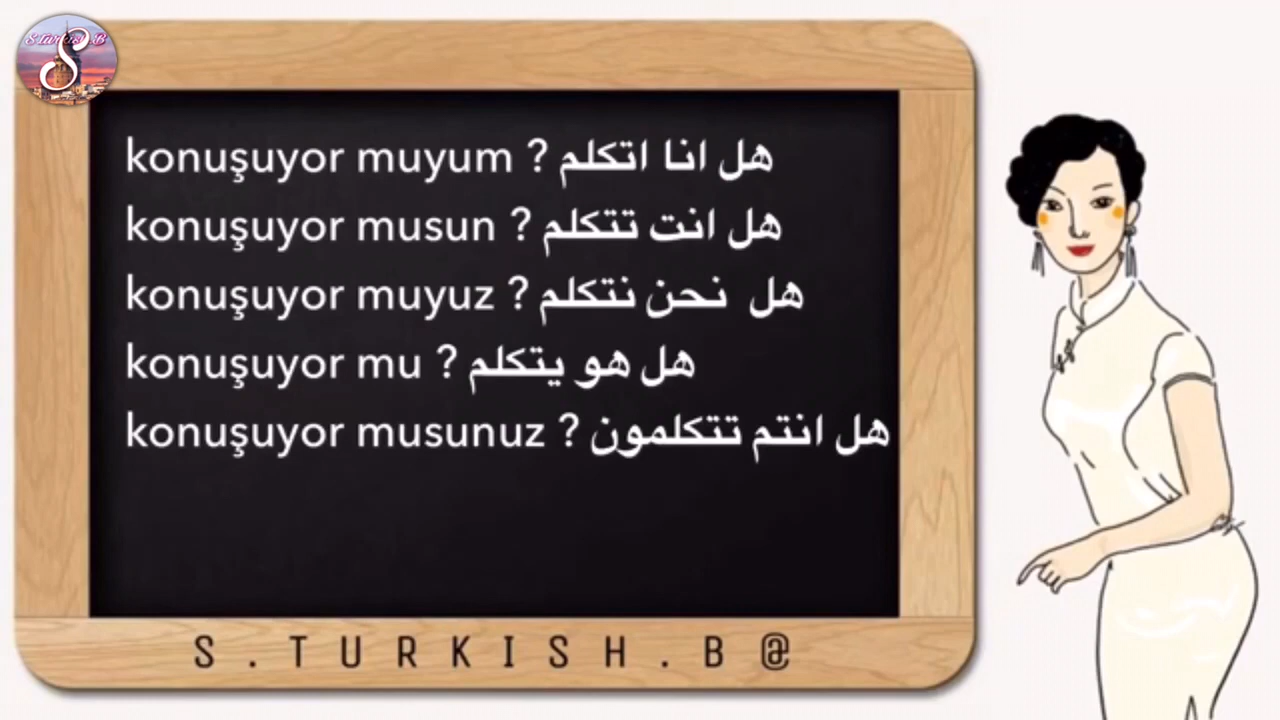 S turkish B
S
konuşuyor muyum ? هل انا اتكلم
konuşuyor musun ? هل انت تتكلم
konuşuyor muyuz ? هل نحن نتكلم
konuşuyor mu ? هل هو يتكلم
konuşuyor musunuz ? هل انتم تتكلمون
S.TURKISH.B@